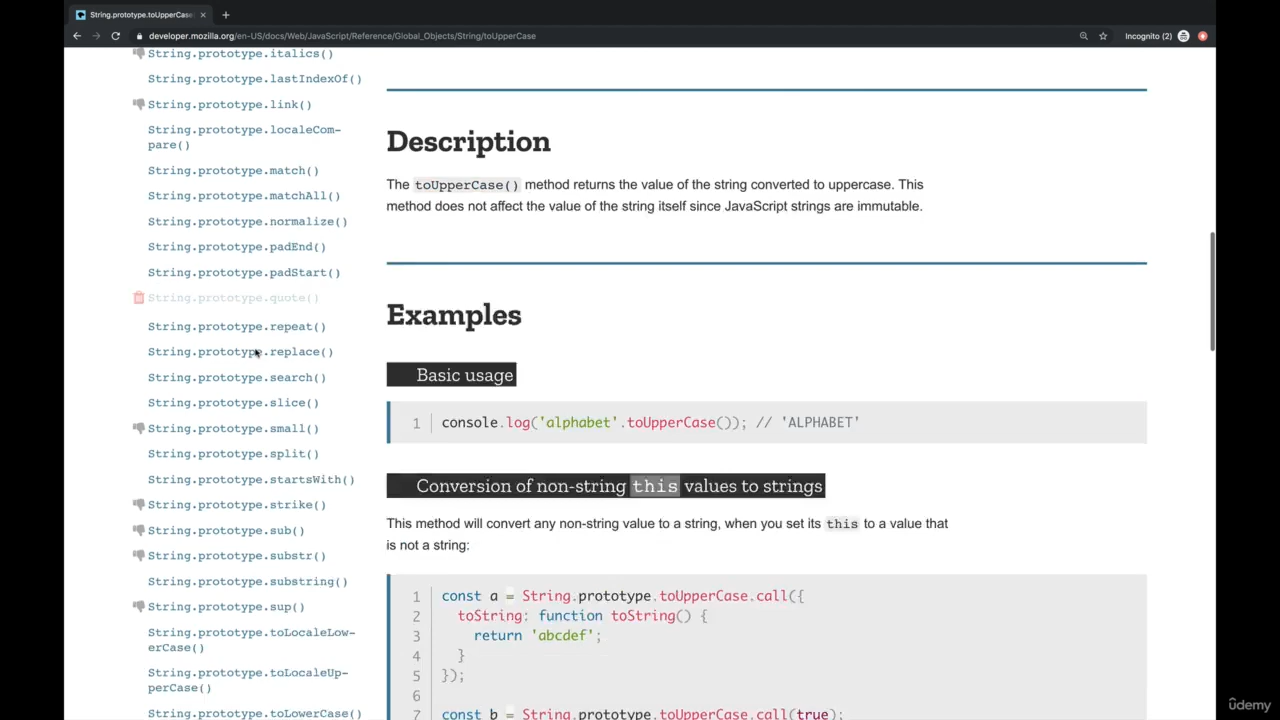 String.prototype.toUpperCase
developer.mozilla.org/en-US/docs/Web/JavaScript/Reference/Global_Objects/String/toUpperCase
Incognito (2)
String.prototype.italics()
String.prototype.lastIndexOf()
String.prototype.link()
String.prototype.localeCom-
pare()
String.prototype.match()
String.prototype.matchAll()
String.prototype.normalize()
String.prototype.padEnd()
String.prototype.padStart()
String.prototype.quote()
String.prototype.repeat()
String.prototype.replace()
String.prototype.search()
String.prototype.slice()
String.prototype.small()
String.prototype.split()
String.prototype.startsWith()
String.prototype.strike()
String.prototype.sub()
String.prototype.substr()
String.prototype.substring()
String.prototype.sup()
String.prototype.toLocaleLow-
erCase()
String.prototype.toLocaleUp-
perCase()
String.prototype.toLowerCase()
Description
The toUpperCase() method returns the value of the string converted to uppercase. This
method does not affect the value of the string itself since JavaScript strings are immutable.
Examples
Basic usage
1 console.log('alphabet'.toUpperCase()); // 'ALPHABET'
Conversion of non-string this values to strings
This method will convert any non-string value to a string, when you set its this to a value that
is not a string:
1 const a = String.prototype.toUpperCase.call({
2 toString: function toString() {
3 return 'abcdef';
4 }
5 });
6
7 const b = String.prototype.toUpperCase.call(true);
ûdemy